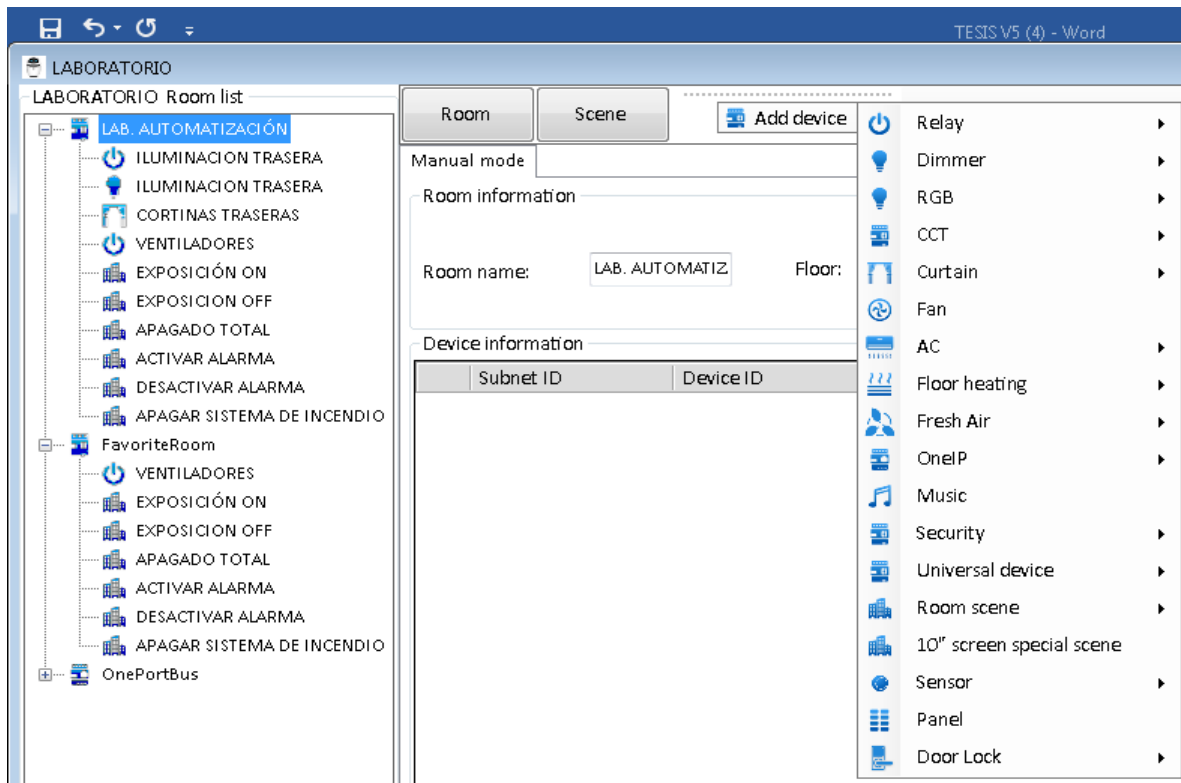 TESIS V5 (4) - Word
LABORATORIO
LABORATORIO Room list
LAB. AUTOMATIZACIÓN
ILUMINACION TRASERA
ILUMINACION TRASERA
CORTINAS TRASERAS
VENTILADORES
EXPOSICIÓN ON
EXPOSICION OFF
APAGADO TOTAL
ACTIVAR ALARMA
DESACTIVAR ALARMA
APAGAR SISTEMA DE INCENDIO
FavoriteRoom
VENTILADORES
EXPOSICIÓN ON
EXPOSICION OFF
APAGADO TOTAL
ACTIVAR ALARMA
DESACTIVAR ALARMA
APAGAR SISTEMA DE INCENDIO
OnePortBus
Room Scene Add device
Manual mode
Room information
Room name: LAB. AUTOMATIZ Floor:
Device information
Subnet ID Device ID
Relay
Dimmer
RGB
CCT
Curtain
Fan
AC
Floor heating
Fresh Air
OneIP
Music
Security
Universal device
Room scene
10" screen special scene
Sensor
Panel
Door Lock